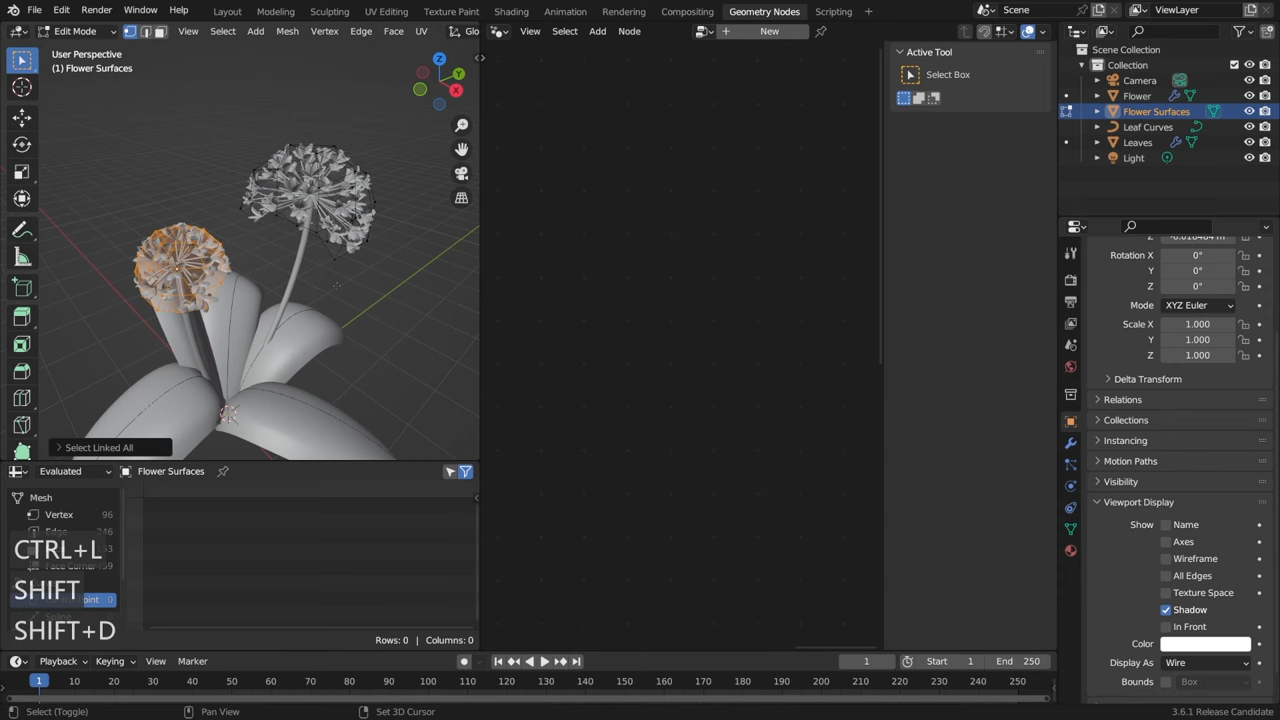 File Edit Render Window Help Layout Modeling Sculpting UV Editing Texture Paint Shading Animation Rendering Compositing Geometry Nodes Scripting + Scene ViewLayer
Edit Mode View Select Add Mesh Vertex Edge Face UV Glo View Select Add Node + New
User Perspective
(1) Flower Surfaces
Z
Y
X
Select Linked All
Active Tool
Select Box
Scene Collection
Collection
Camera
Flower
Flower Surfaces
Leaf Curves
Leaves
Light
Z
Rotation X 0°
Y 0°
Z 0°
Mode XYZ Euler
Scale X 1.000
Y 1.000
Z 1.000
Delta Transform
Relations
Collections
Instancing
Motion Paths
Visibility
Viewport Display
Show Name
Axes
Wireframe
All Edges
Texture Space
Shadow
In Front
Color
Display As Wire
Bounds Box
Evaluated Flower Surfaces
Mesh
Vertex 96
Face Corner
CTRL+L
SHIFT
SHIFT+D
Rows: 0 | Columns: 0
Playback Keying View Marker 1 Start 1 End 250
1 10 20 30 40 50 60 70 80 90 100 110 120 130 140 150 160 170 180 190 200 210 220 230 240 250
Select (Toggle) Pan View Set 3D Cursor 3.6.1 Release Candidate